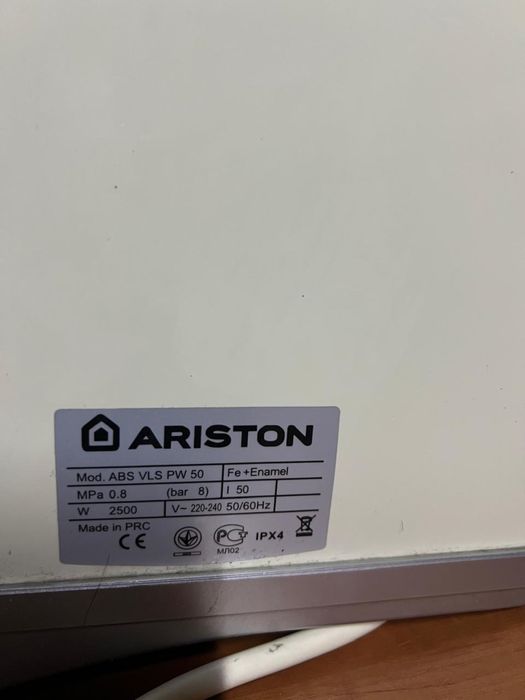 ARISTON
Mod. ABS VLS PW 50 Fe+Enamel
MPa 0.8 (bar 8) l 50
W 2500 V~ 220-240 50/60Hz
Made in PRC
CE PG IPX4
МЛ02